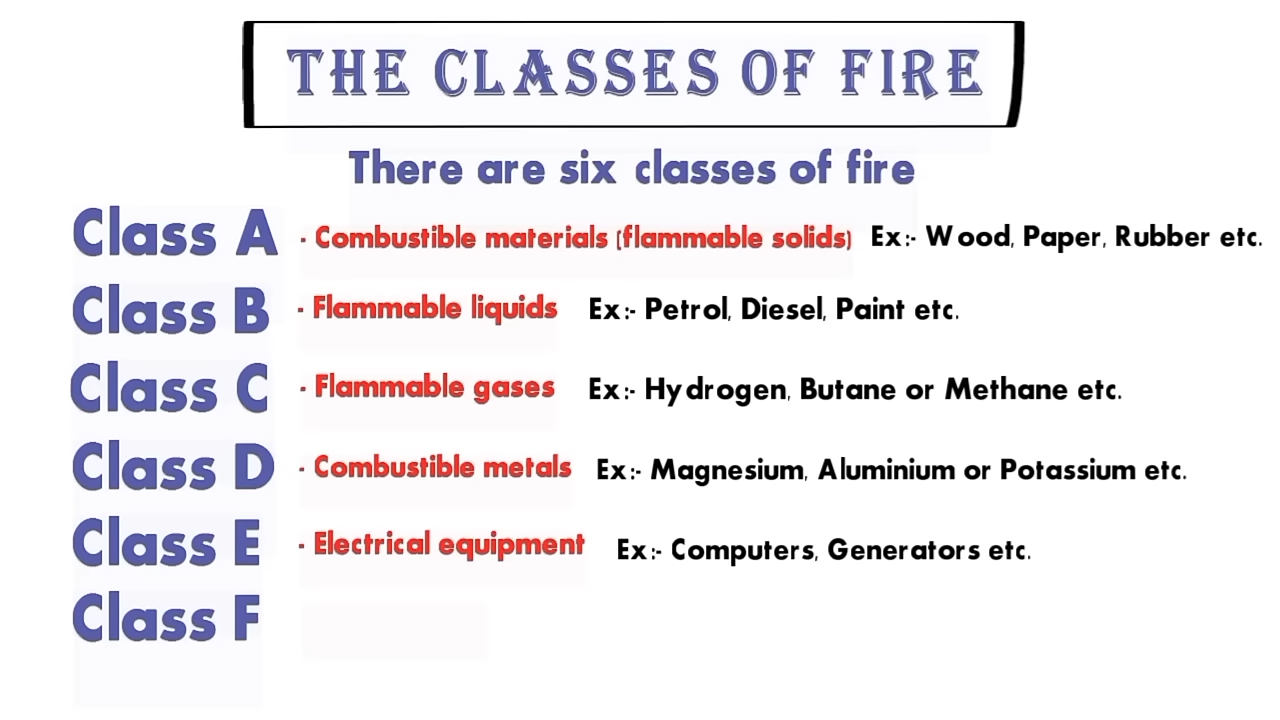 THE CLASSES OF FIRE
There are six classes of fire
Class A - Combustible materials (flammable solids) Ex:- Wood, Paper, Rubber etc.
Class B - Flammable liquids Ex:- Petrol, Diesel, Paint etc.
Class C - Flammable gases Ex:- Hydrogen, Butane or Methane etc.
Class D - Combustible metals Ex:- Magnesium, Aluminium or Potassium etc.
Class E - Electrical equipment Ex:- Computers, Generators etc.
Class F